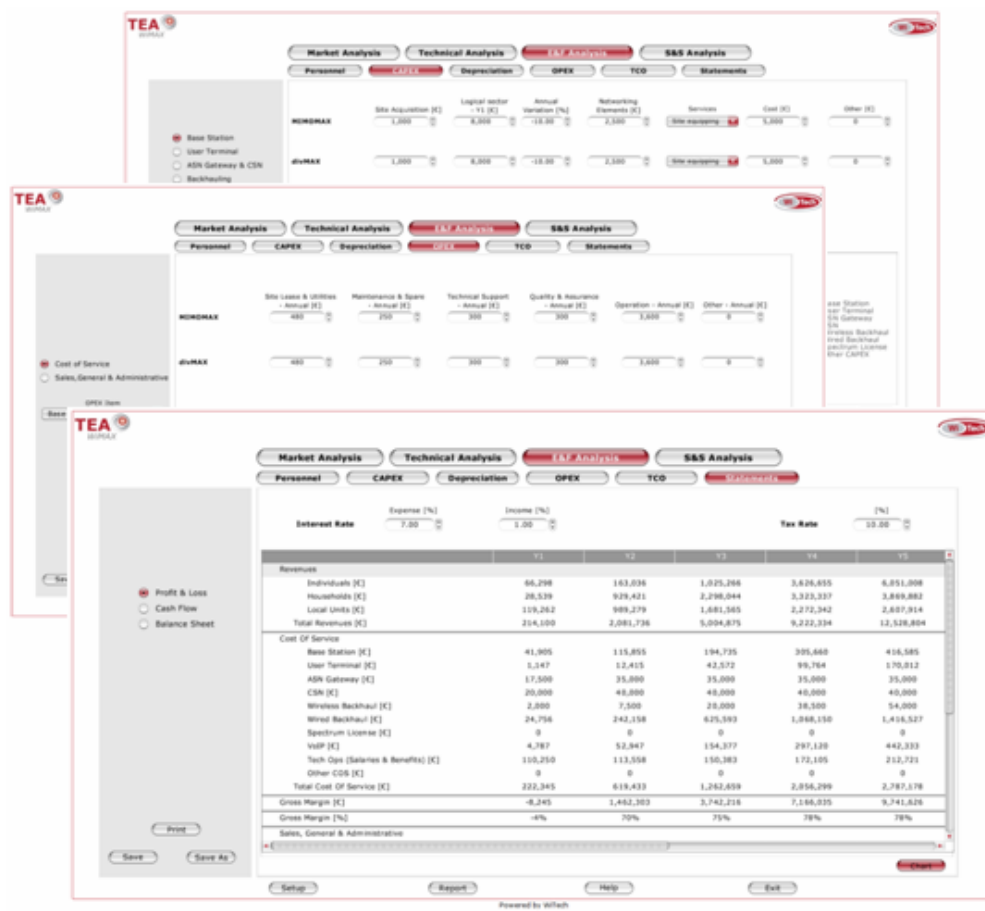 TEA
WiMAX
WiTech
Market Analysis Technical Analysis E&F Analysis S&S Analysis
Personnel CAPEX Depreciation OPEX TCO Statements
Site Acquisition [€] Logical sector - Y1 [€] Annual Variation [%] Networking Elements [€] Services Cost [€] Other [€]
MIMOMAX 1,000 8,000 -10.00 2,500 Site equipping 5,000 0
Base Station
User Terminal
divMAX 1,000 8,000 -10.00 2,500 Site equipping 5,000 0
ASN Gateway & CSN
Backhauling
TEA
WiMAX
WiTech
Market Analysis Technical Analysis E&F Analysis S&S Analysis
Personnel CAPEX Depreciation OPEX TCO Statements
Site Lease & Utilities - Annual [€] Maintenance & Spare - Annual [€] Technical Support - Annual [€] Quality & Assurance - Annual [€] Operation - Annual [€] Other - Annual [€]
MIMOMAX 480 250 300 300 3,600 0
divMAX 480 250 300 300 3,600 0
Cost of Service
Sales,General & Administrative
OPEX Item
Base
ase Station
ser Terminal
SN Gateway
SN
ireless Backhaul
ired Backhaul
pectrum License
ther CAPEX
TEA
WiMAX
WiTech
Market Analysis Technical Analysis E&F Analysis S&S Analysis
Personnel CAPEX Depreciation OPEX TCO Statements
Expense [%] Income [%] [%]
Interest Rate 7.00 1.00 Tax Rate 10.00
Y1 Y2 Y3 Y4 Y5
Revenues
Individuals [€] 66,298 163,036 1,025,266 3,626,655 6,051,008
Households [€] 28,539 929,421 2,298,044 3,323,337 3,869,882
Local Units [€] 119,262 989,279 1,681,565 2,272,342 2,607,914
Total Revenues [€] 214,100 2,081,736 5,004,875 9,222,334 12,528,804
Cost Of Service
Base Station [€] 41,905 115,855 194,735 305,660 416,585
User Terminal [€] 1,147 12,415 42,572 99,764 170,012
ASN Gateway [€] 17,500 35,000 35,000 35,000 35,000
CSN [€] 20,000 40,000 40,000 40,000 40,000
Wireless Backhaul [€] 2,000 7,500 20,000 38,500 54,000
Wired Backhaul [€] 24,756 242,158 625,593 1,068,150 1,416,527
Spectrum License [€] 0 0 0 0 0
VoIP [€] 4,787 52,947 154,377 297,120 442,333
Tech Ops (Salaries & Benefits) [€] 110,250 113,558 150,383 172,105 212,721
Other COS [€] 0 0 0 0 0
Total Cost Of Service [€] 222,345 619,433 1,262,659 2,056,299 2,787,178
Gross Margin [€] -8,245 1,462,303 3,742,216 7,166,035 9,741,626
Gross Margin [%] -4% 70% 75% 78% 78%
Sales, General & Administrative
Profit & Loss
Cash Flow
Balance Sheet
Print
Save Save As
Chart
Setup Report Help Exit
Powered by WiTech